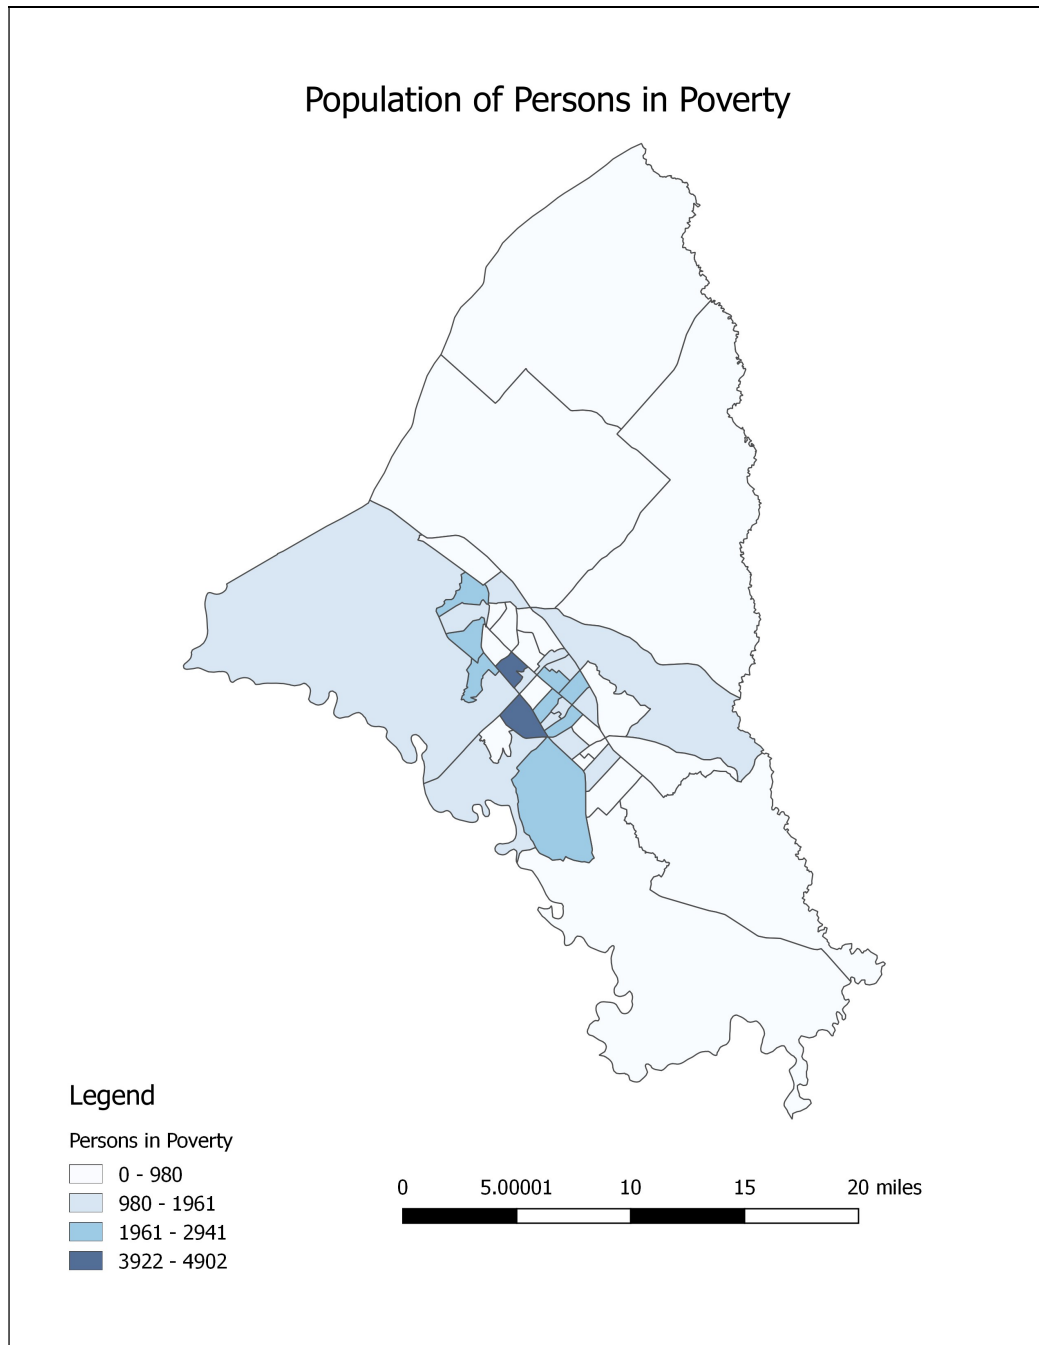 Population of Persons in Poverty
Legend
Persons in Poverty
0 - 980
980 - 1961
1961 - 2941
3922 - 4902
0 5.00001 10 15 20 miles